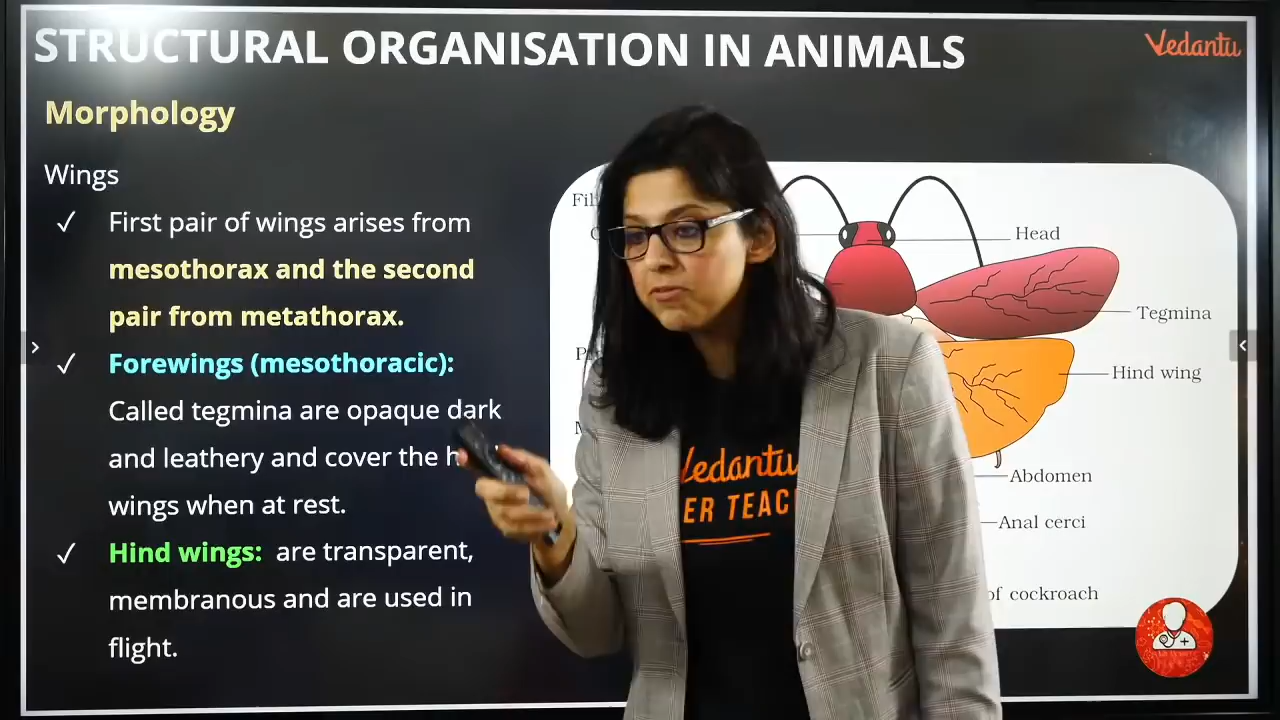 STRUCTURAL ORGANISATION IN ANIMALS
Vedantu
Morphology
Wings
✓ First pair of wings arises from
mesothorax and the second
pair from metathorax.
✓ Forewings (mesothoracic):
Called tegmina are opaque dark
and leathery and cover the
wings when at rest.
✓ Hind wings: are transparent,
membranous and are used in
flight.
Head
Tegmina
Hind wing
Abdomen
Anal cerci
of cockroach
Vedantu